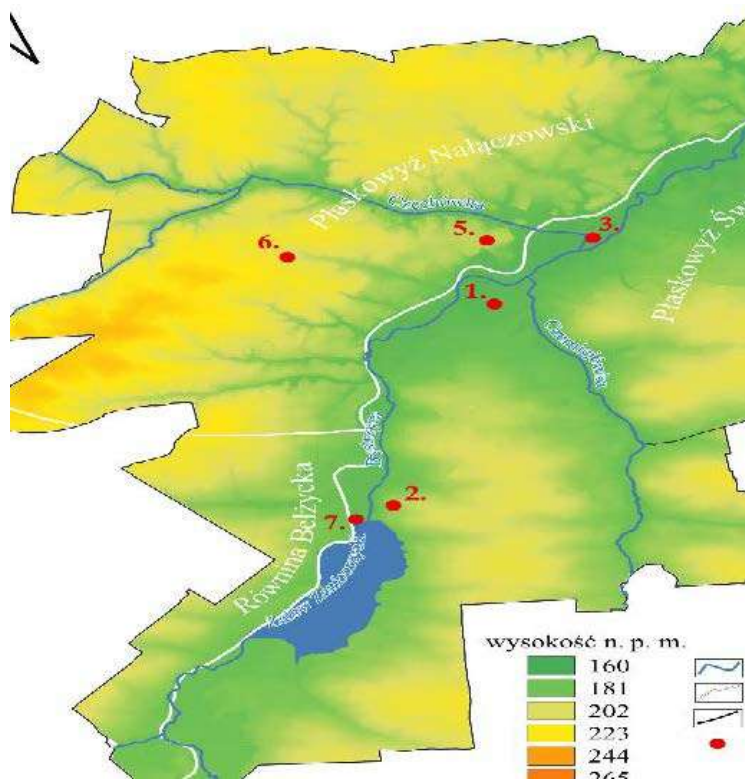 Płaskowyż Nałęczowski
Czechówka
5.
3.
6.
1.
Płaskowyż Św
Czerniejówka
Bystrzyca
2.
7.
Równina Bełżycka
Zalew Zemborzycki
wysokość n. p. m.
160
181
202
223
244
265